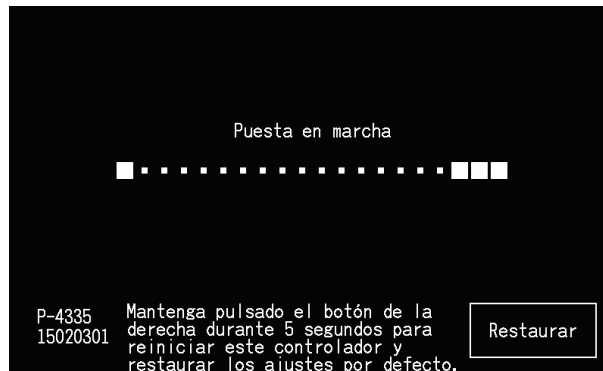 Puesta en marcha
P-4335
15020301
Mantenga pulsado el botón de la
derecha durante 5 segundos para
reiniciar este controlador y
restaurar los ajustes por defecto.
Restaurar